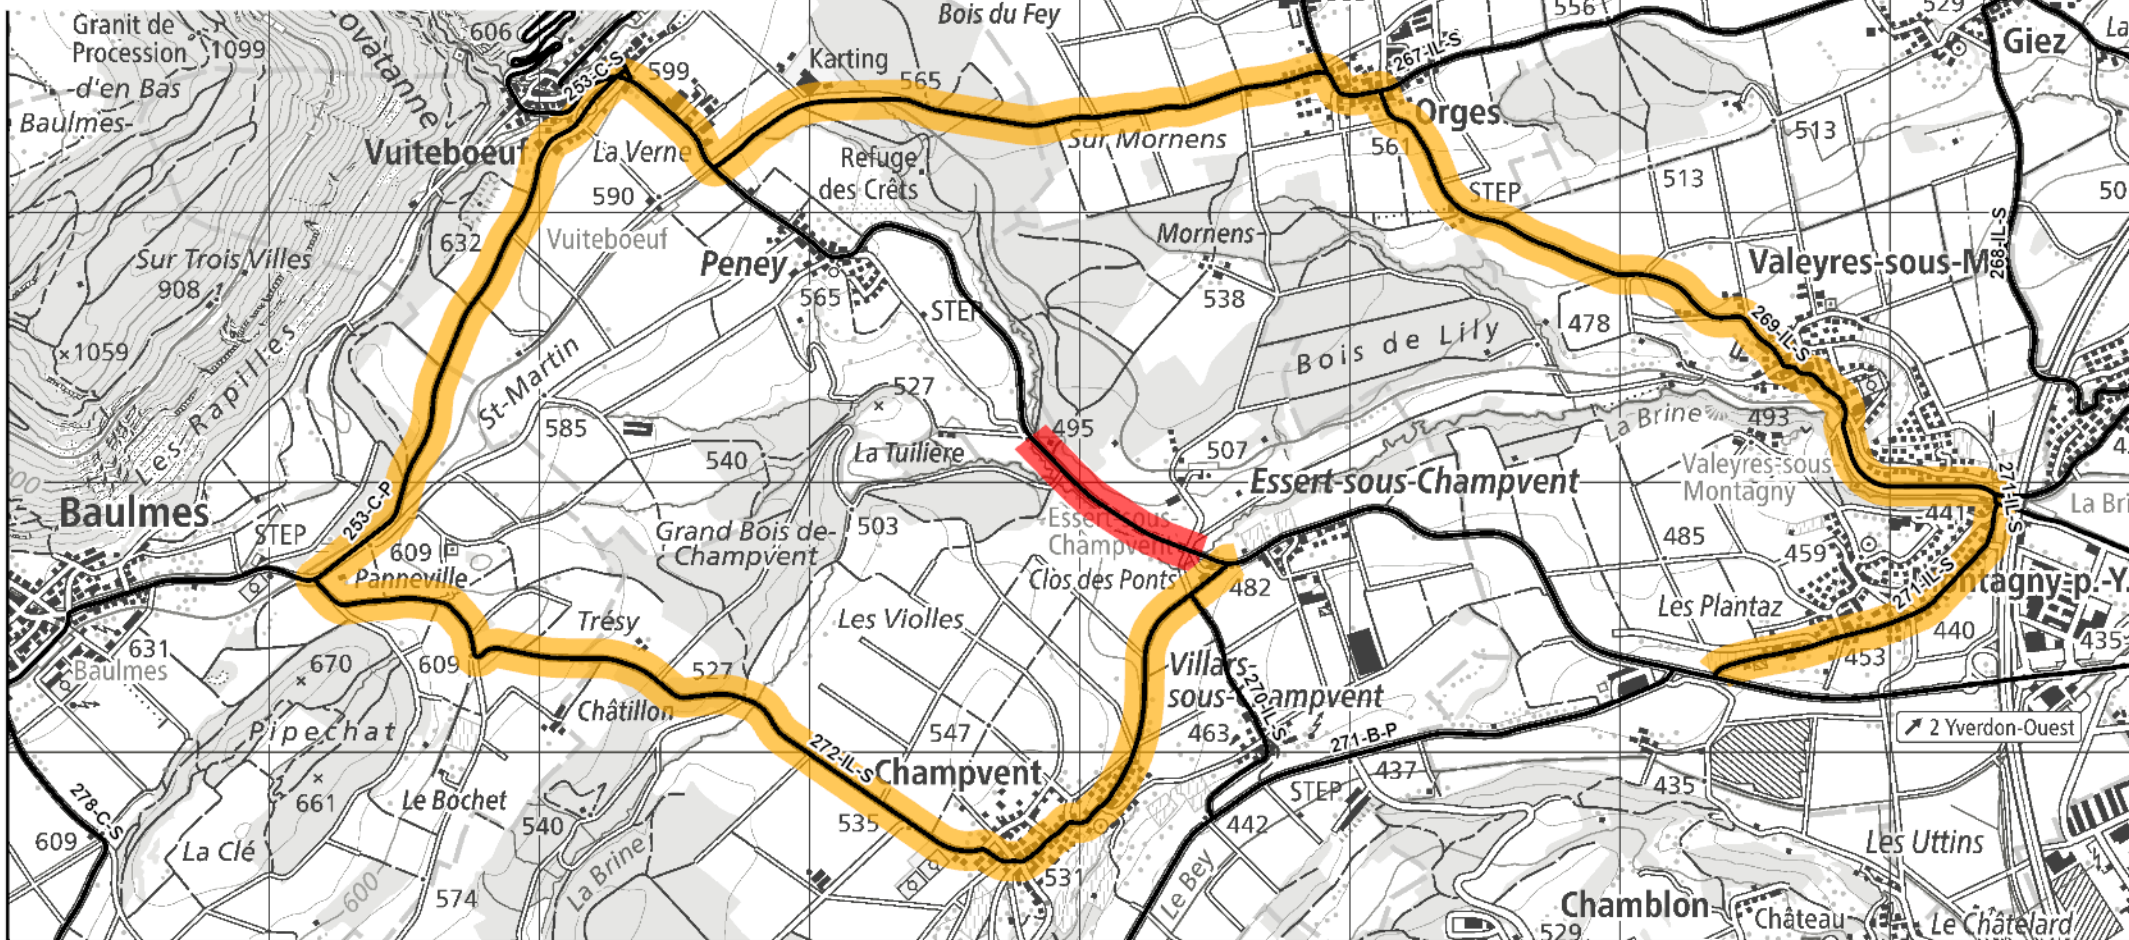 Granit de
Procession
1099
-d'en Bas
Baulmes-
Covatanne
606
253-C-S
599
Karting
565
Bois du Fey
556
267-IL-S
529
Giez
La
Orges
561
Sur Mornens
513
Vuiteboeuf
La Verne
590
Refuge
des Crêts
STEP
513
50
632
Vuiteboeuf
Sur Trois Villes
908
Peney
565
Mornens
538
Valeyres-sous-M
268-IL-S
STEP
Bois de Lily
478
269-IL-S
×1059
Les Rapilles
St-Martin
527
585
540
La Tuilière
495
507
La Brine
493
Valeyres-sous-
Montagny
Essert-sous-Champvent
Baulmes
STEP
253-C-P
609
Panneville
Grand Bois de-
Champvent
503
Essert-sous-
Champvent
Clos des Ponts
482
485
459
441
271-IL-S
La Bri
271-IL-S
ntagny-p.-Y.
631
Baulmes
670
609
Trésy
527
Châtillon
Les Violles
Villars-
sous-ampvent
270-IL-S
463
Les Plantaz
453
440
435
Pipechat
661
547
272-IL-S
Champvent
271-B-P
437
STEP
2 Yverdon-Ouest
278-C-S
609
La Clé
Le Bochet
540
535
531
442
435
Les Uttins
574
600
La Brine
Le Bey
Chamblon
529
Château
Le Châtelard